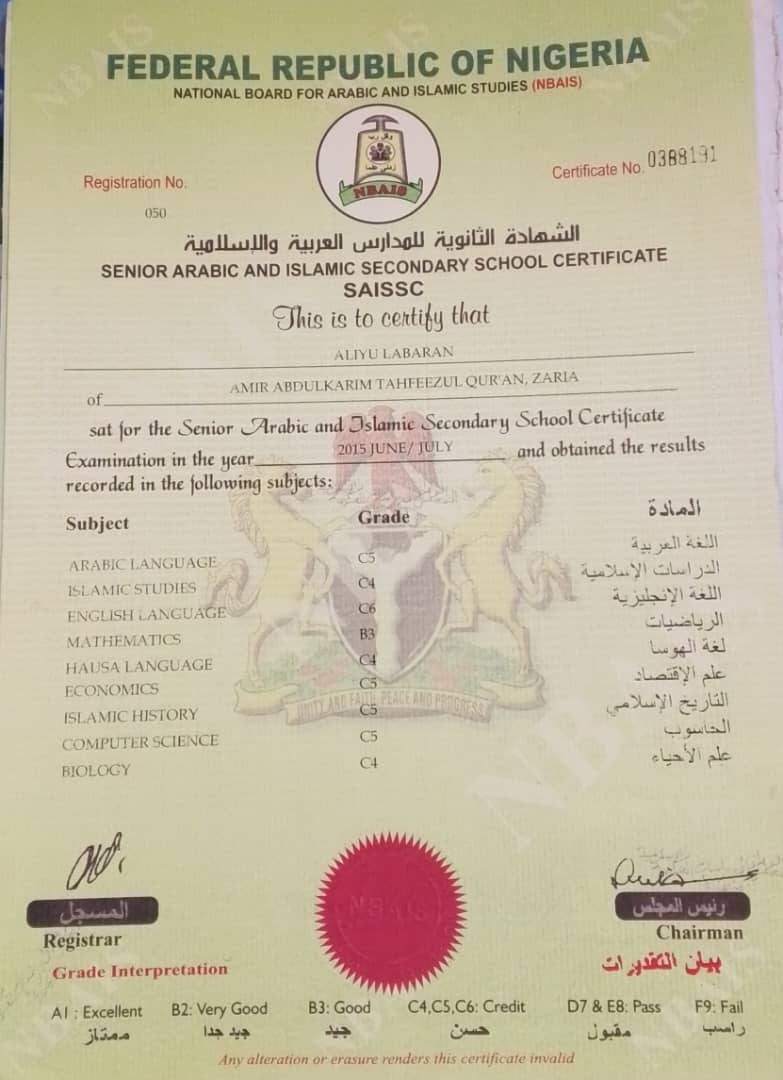 FEDERAL REPUBLIC OF NIGERIA
NATIONAL BOARD FOR ARABIC AND ISLAMIC STUDIES (NBAIS)
وقل رب
زدني علما
NBAIS
Registration No.
050
Certificate No. 0388191
الشهادة الثانوية للمدارس العربية والإسلامية
SENIOR ARABIC AND ISLAMIC SECONDARY SCHOOL CERTIFICATE
SAISSC
This is to certify that
ALIYU LABARAN
of AMIR ABDULKARIM TAHFEEZUL QUR'AN, ZARIA
sat for the Senior Arabic and Islamic Secondary School Certificate
Examination in the year 2015 JUNE/ JULY and obtained the results
recorded in the following subjects:
Subject Grade المادة
ARABIC LANGUAGE C5 اللغة العربية
ISLAMIC STUDIES C4 الدراسات الإسلامية
ENGLISH LANGUAGE C6 اللغة الإنجليزية
MATHEMATICS B3 الرياضيات
HAUSA LANGUAGE C4 لغة الهوسا
ECONOMICS C5 علم الإقتصاد
ISLAMIC HISTORY C5 التاريخ الإسلامي
COMPUTER SCIENCE C5 الحاسوب
BIOLOGY C4 علم الأحياء
UNITY AND FAITH, PEACE AND PROGRESS
NBAIS
المسجل
Registrar
رئيس المجلس
Chairman
Grade Interpretation بيان التقديرات
A1 : Excellent B2: Very Good B3: Good C4,C5,C6: Credit D7 & E8: Pass F9: Fail
ممتاز جيد جدا جيد حسن مقبول راسب
Any alteration or erasure renders this certificate invalid